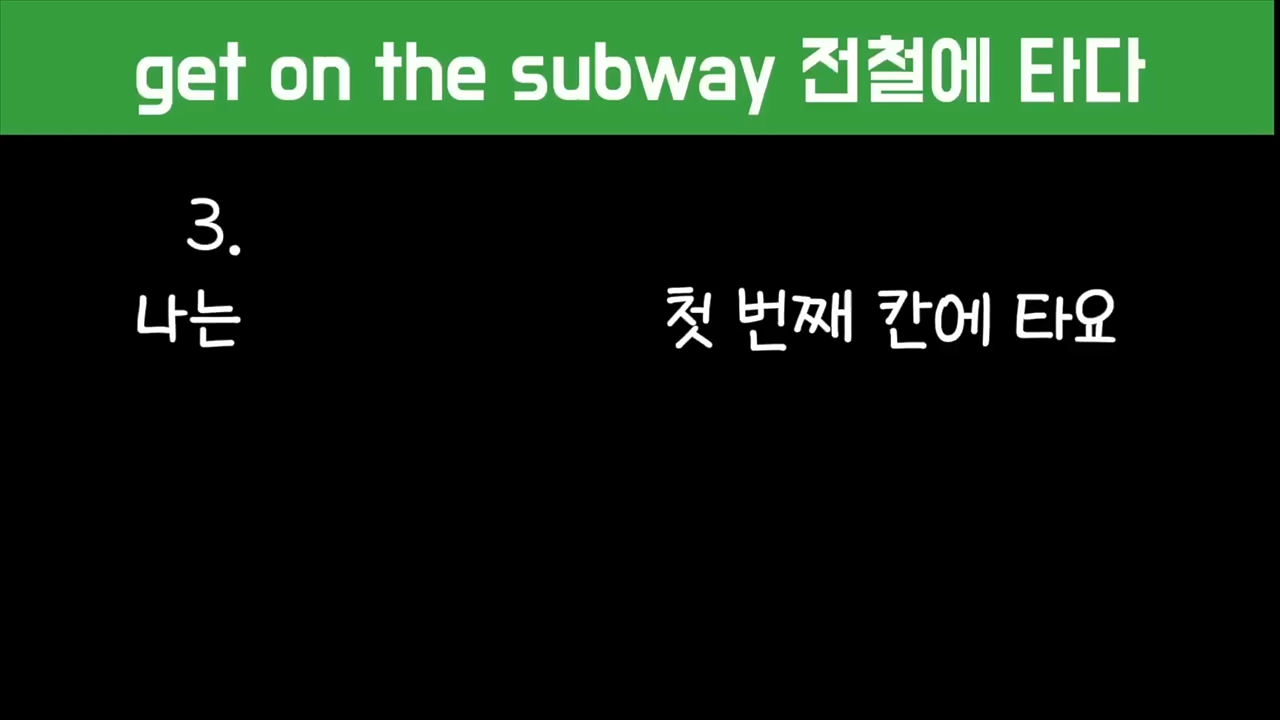 get on the subway 전철에 타다
3.
나는 첫 번째 칸에 타요